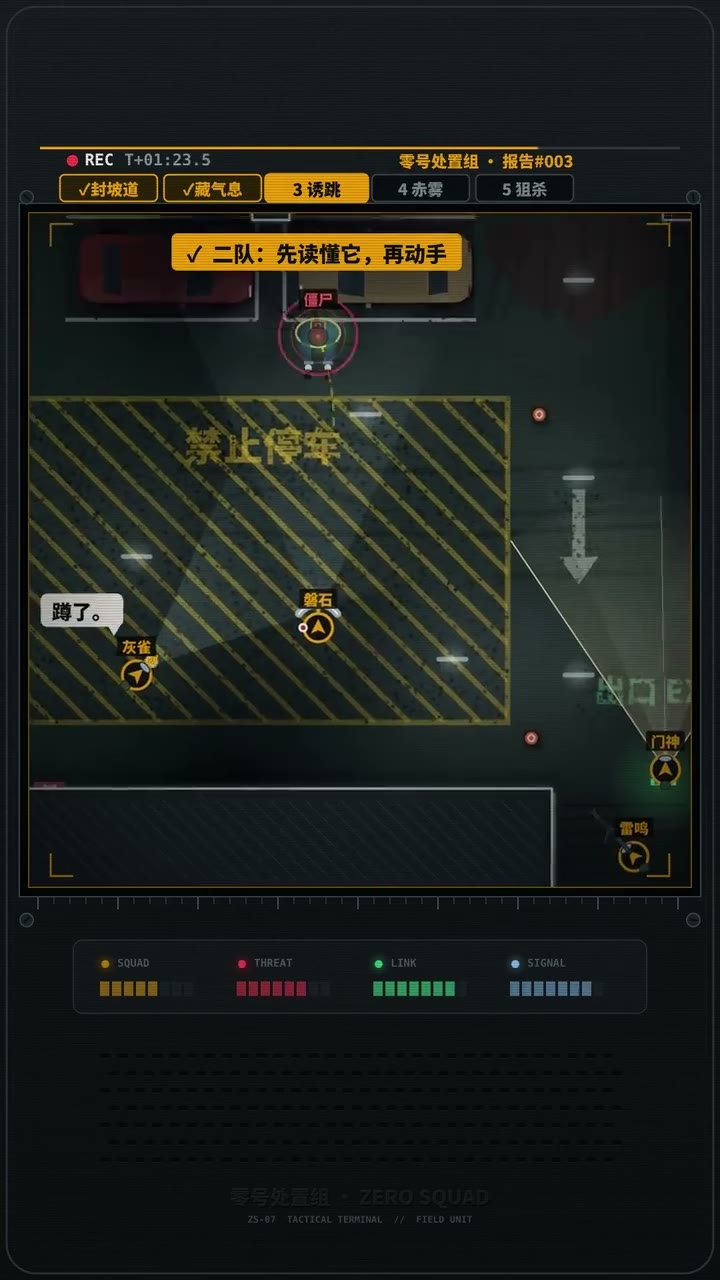 REC T+01:23.5
零号处置组 · 报告#003
✓封坡道
✓藏气息
3 诱跳
4 赤雾
5 狙杀
✓ 二队：先读懂它，再动手
僵尸
禁止停车
磐石
蹲了。
灰雀
出口 EX
门神
雷鸣
SQUAD
THREAT
LINK
SIGNAL
零号处置组 · ZERO SQUAD
ZS-07 TACTICAL TERMINAL // FIELD UNIT